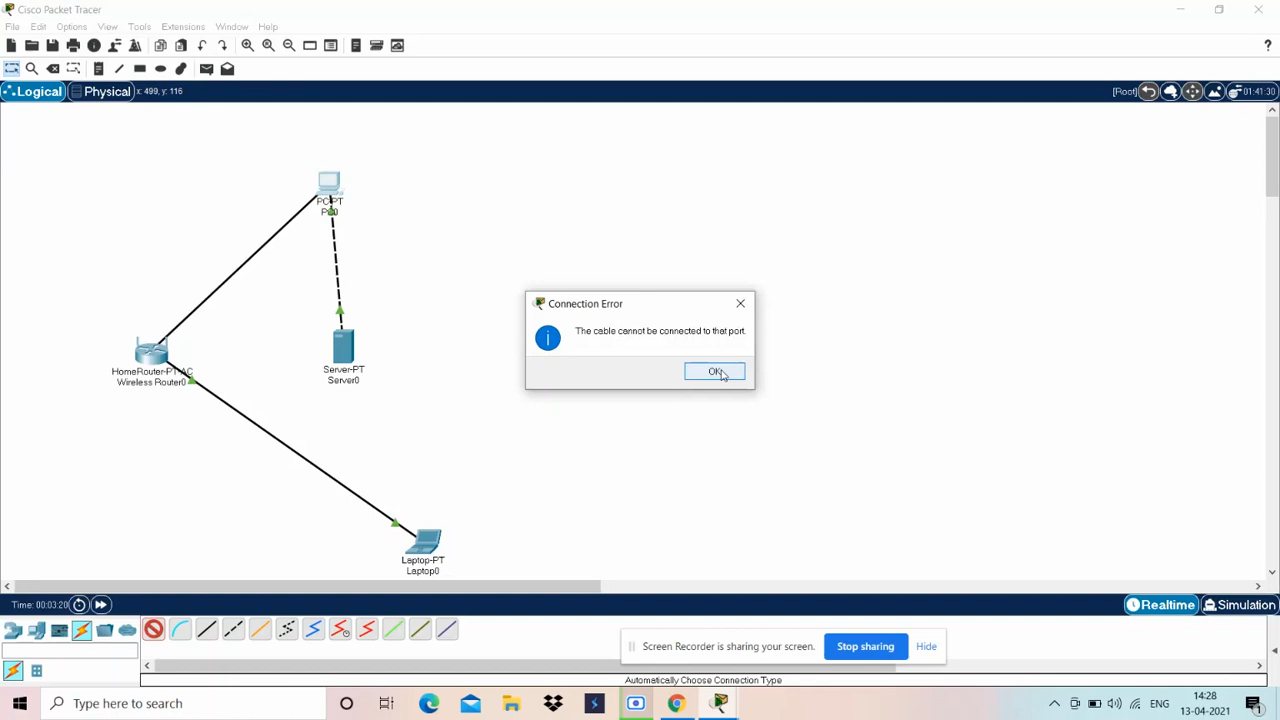 Cisco Packet Tracer
File Edit Options View Tools Extensions Window Help
Logical Physical x: 499, y: 116 [Root] 01:41:30
PC-PT
Connection Error
The cable cannot be connected to that port.
OK
HomeRouter-PT-AC
Wireless Router0
Server-PT
Server0
Laptop-PT
Laptop0
Time: 00:03:20 Realtime Simulation
Screen Recorder is sharing your screen. Stop sharing Hide
Automatically Choose Connection Type
Type here to search
ENG
14:28
13-04-2021
1